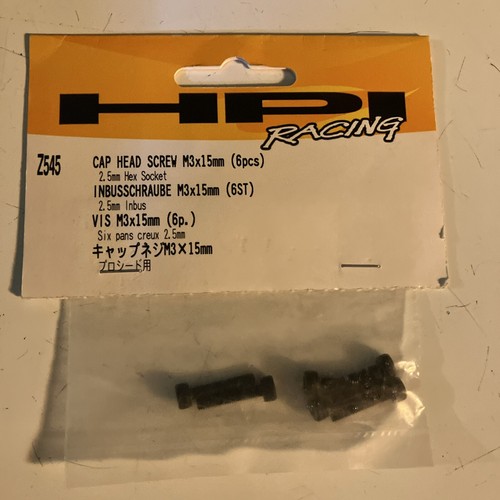 HPI
RACING
Z545
CAP HEAD SCREW M3x15mm (6pcs)
2.5mm Hex Socket
INBUSSCHRAUBE M3x15mm (6ST)
2.5mm Inbus
VIS M3x15mm (6p.)
Six pans creux 2.5mm
キャップネジM3×15mm
プロシード用